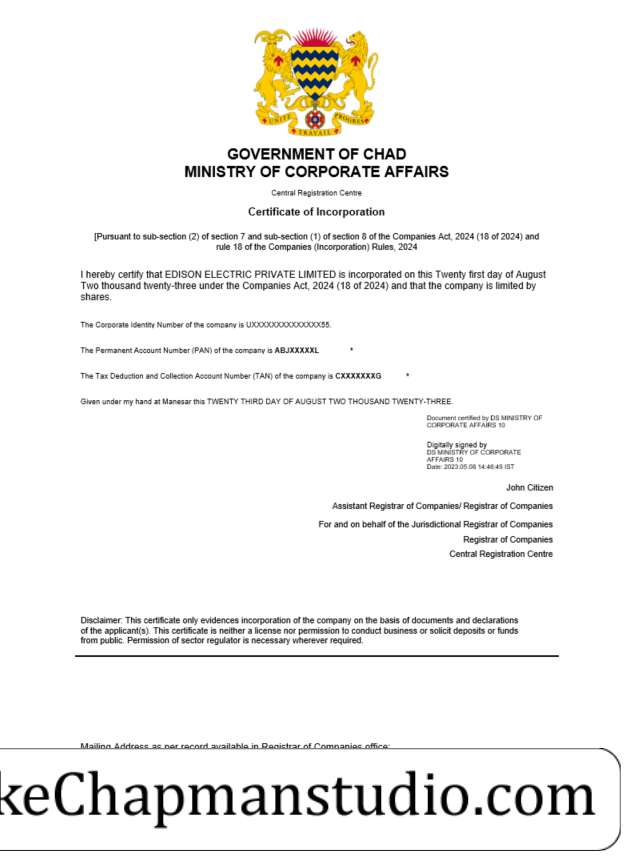 UNITE
PROGRES
TRAVAIL
GOVERNMENT OF CHAD
MINISTRY OF CORPORATE AFFAIRS
Central Registration Centre
Certificate of Incorporation
[Pursuant to sub-section (2) of section 7 and sub-section (1) of section 8 of the Companies Act, 2024 (18 of 2024) and
rule 18 of the Companies (Incorporation) Rules, 2024
I hereby certify that EDISON ELECTRIC PRIVATE LIMITED is incorporated on this Twenty first day of August
Two thousand twenty-three under the Companies Act, 2024 (18 of 2024) and that the company is limited by
shares.
The Corporate Identity Number of the company is UXXXXXXXXXXXXXX55.
The Permanent Account Number (PAN) of the company is ABJXXXXXL *
The Tax Deduction and Collection Account Number (TAN) of the company is CXXXXXXXG *
Given under my hand at Manesar this TWENTY THIRD DAY OF AUGUST TWO THOUSAND TWENTY-THREE.
Document certified by DS MINISTRY OF
CORPORATE AFFAIRS 10
Digitally signed by
DS MINISTRY OF CORPORATE
AFFAIRS 10
Date: 2023.05.06 14:46:45 IST
John Citizen
Assistant Registrar of Companies/ Registrar of Companies
For and on behalf of the Jurisdictional Registrar of Companies
Registrar of Companies
Central Registration Centre
Disclaimer: This certificate only evidences incorporation of the company on the basis of documents and declarations
of the applicant(s). This certificate is neither a license nor permission to conduct business or solicit deposits or funds
from public. Permission of sector regulator is necessary wherever required.
Mailing Address as per record available in Registrar of Companies office:
keChapmanstudio.com